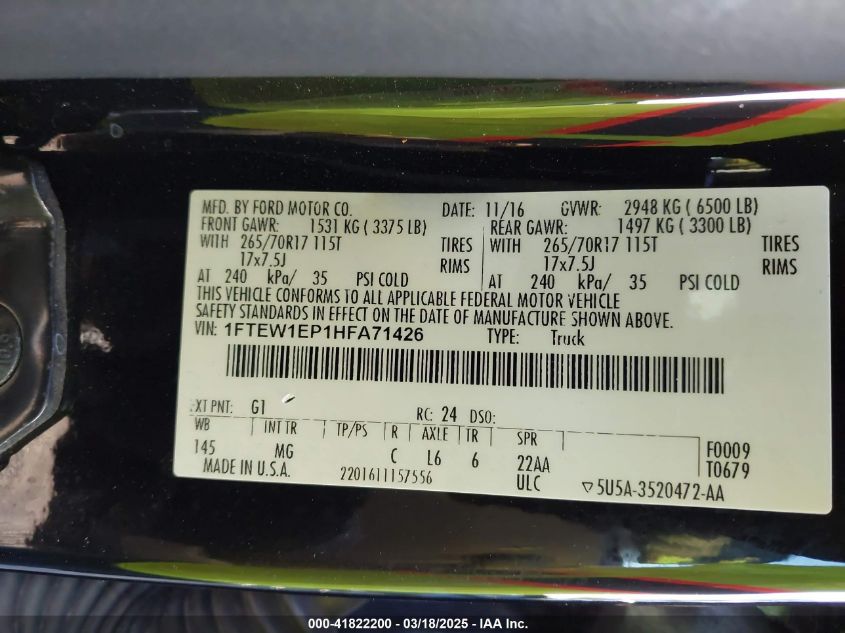 MFD. BY FORD MOTOR CO. DATE: 11/16 GVWR: 2948 KG ( 6500 LB)
FRONT GAWR: 1531 KG ( 3375 LB) REAR GAWR: 1497 KG ( 3300 LB)
WITH 265/70R17 115T TIRES WITH 265/70R17 115T TIRES
17x7.5J RIMS 17x7.5J RIMS
AT 240 kPa/ 35 PSI COLD AT 240 kPa/ 35 PSI COLD
THIS VEHICLE CONFORMS TO ALL APPLICABLE FEDERAL MOTOR VEHICLE
SAFETY STANDARDS IN EFFECT ON THE DATE OF MANUFACTURE SHOWN ABOVE.
VIN: 1FTEW1EP1HFA71426 TYPE: Truck
EXT PNT: G1 RC: 24 DSO:
WB INT TR TP/PS R AXLE TR SPR F0009
145 MG C L6 6 22AA T0679
MADE IN U.S.A. 2201611157556 ULC ▽5U5A-3520472-AA
000-41822200 - 03/18/2025 - IAA Inc.